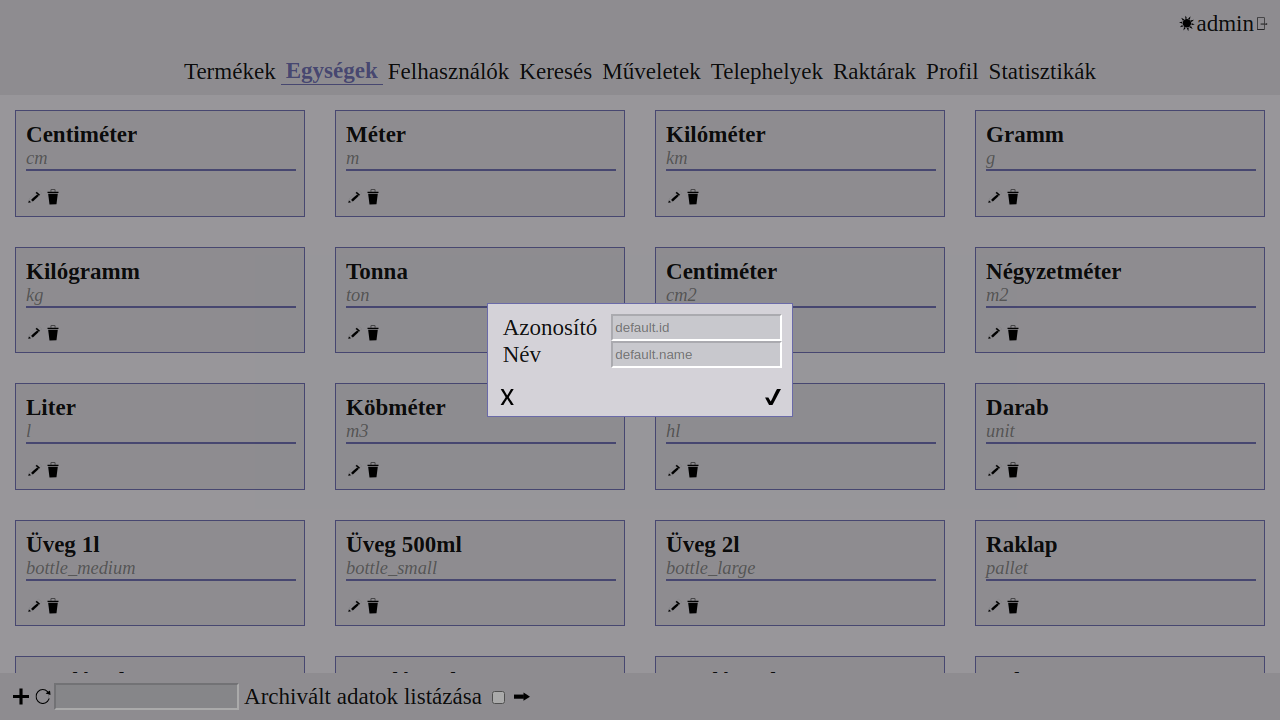 admin
Termékek Egységek Felhasználók Keresés Műveletek Telephelyek Raktárak Profil Statisztikák
Centiméter
cm
Méter
m
Kilóméter
km
Gramm
g
Kilógramm
kg
Tonna
ton
Centiméter
cm2
Négyzetméter
m2
Azonosító default.id
Név default.name
X
Liter
l
Köbméter
m3
hl
Darab
unit
Üveg 1l
bottle_medium
Üveg 500ml
bottle_small
Üveg 2l
bottle_large
Raklap
pallet
Archivált adatok listázása